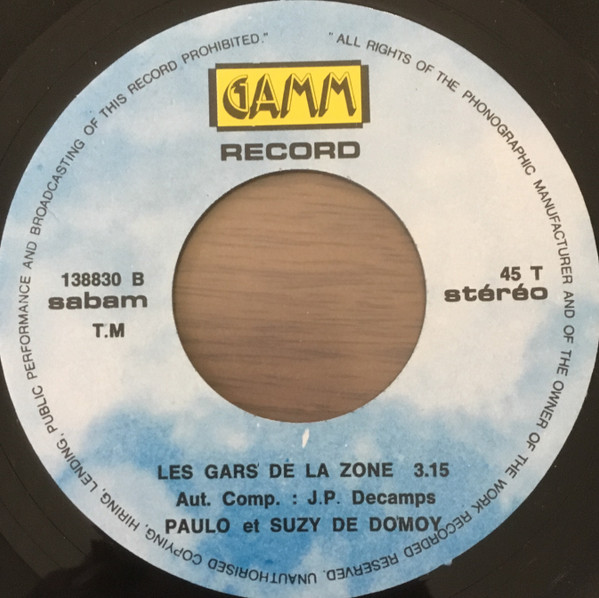 "ALL RIGHTS OF THE PHONOGRAPHIC MANUFACTURER AND OF THE OWNER OF THE WORK RECORDED RESERVED. UNAUTHORISED COPYING, HIRING, LENDING, PUBLIC PERFORMANCE AND BROADCASTING OF THIS RECORD PROHIBITED."
GAMM
RECORD
138830 B
sabam
T.M
45 T
stéréo
LES GARS DE LA ZONE 3.15
Aut. Comp. : J.P. Decamps
PAULO et SUZY DE DOMOY